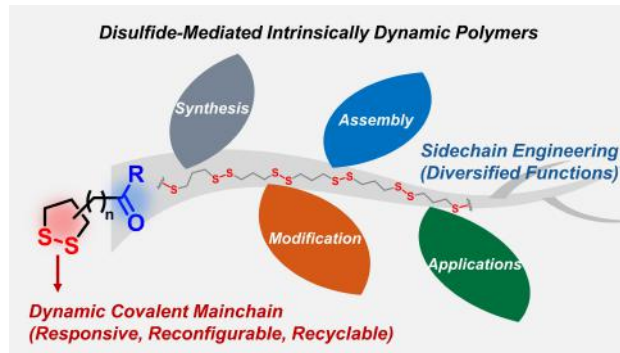 Disulfide-Mediated Intrinsically Dynamic Polymers
Synthesis
Assembly
Sidechain Engineering
(Diversified Functions)
R
( )n
O
S-S
S S-S S-S S-S S-S S
Modification
Applications
Dynamic Covalent Mainchain
(Responsive, Reconfigurable, Recyclable)